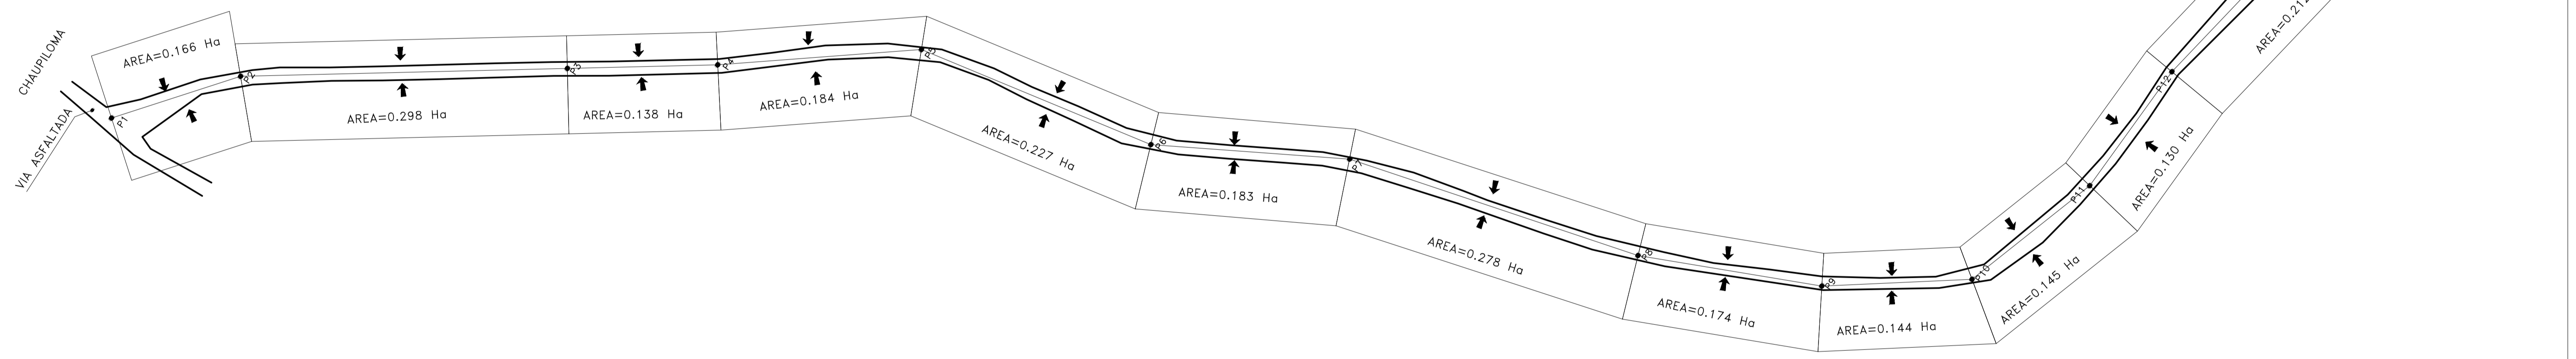 CHAUPILOMA
VIA ASFALTADA
P1
AREA=0.166 Ha
P2
AREA=0.298 Ha
P3
AREA=0.138 Ha
P4
AREA=0.184 Ha
P5
AREA=0.227 Ha
P6
AREA=0.183 Ha
P7
AREA=0.278 Ha
P8
AREA=0.174 Ha
P9
AREA=0.144 Ha
P10
AREA=0.145 Ha
P11
AREA=0.130 Ha
P12
AREA=0.212